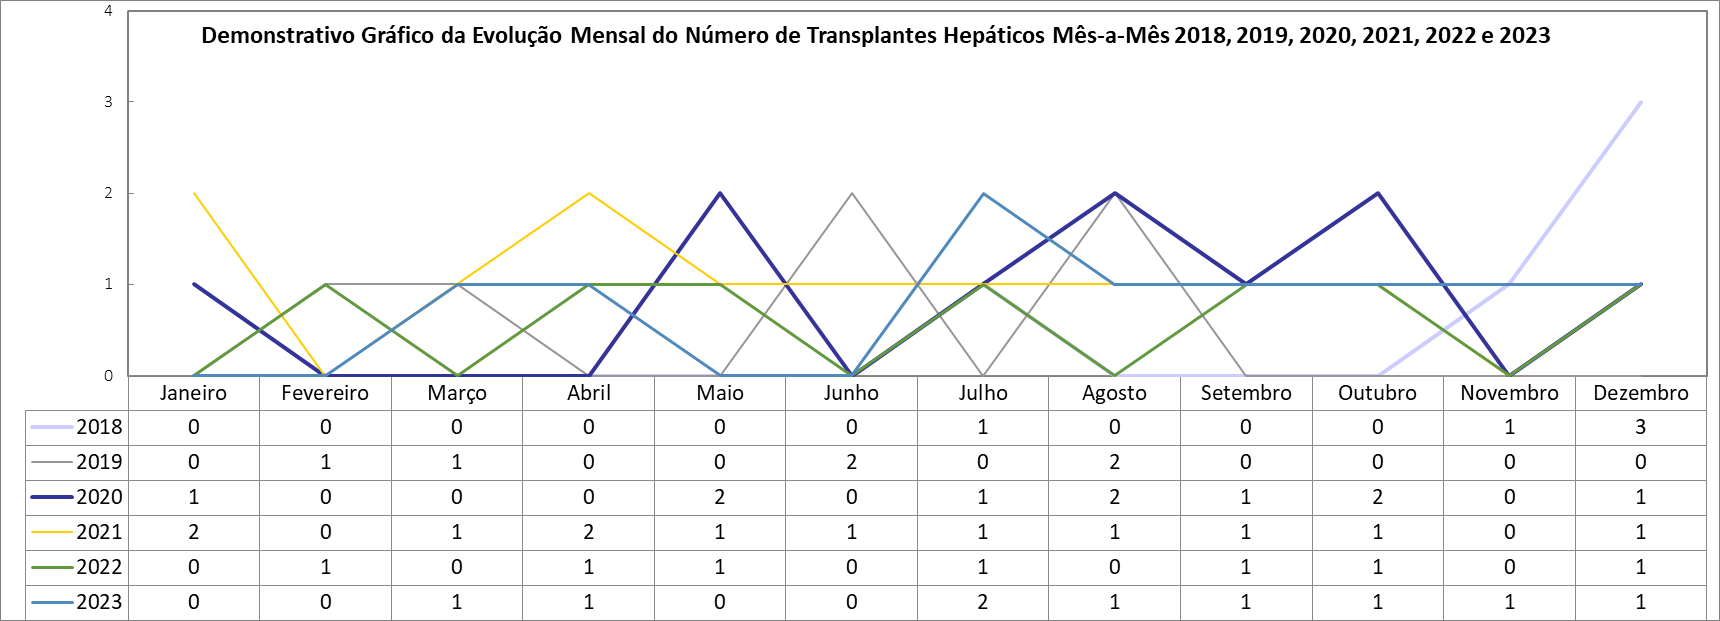 Demonstrativo Gráfico da Evolução Mensal do Número de Transplantes Hepáticos Mês-a-Mês 2018, 2019, 2020, 2021, 2022 e 2023
4
3
2
1
0
Janeiro Fevereiro Março Abril Maio Junho Julho Agosto Setembro Outubro Novembro Dezembro
2018 0 0 0 0 0 0 1 0 0 0 1 3
2019 0 1 1 0 0 2 0 2 0 0 0 0
2020 1 0 0 0 2 0 1 2 1 2 0 1
2021 2 0 1 2 1 1 1 1 1 1 0 1
2022 0 1 0 1 1 0 1 0 1 1 0 1
2023 0 0 1 1 0 0 2 1 1 1 1 1